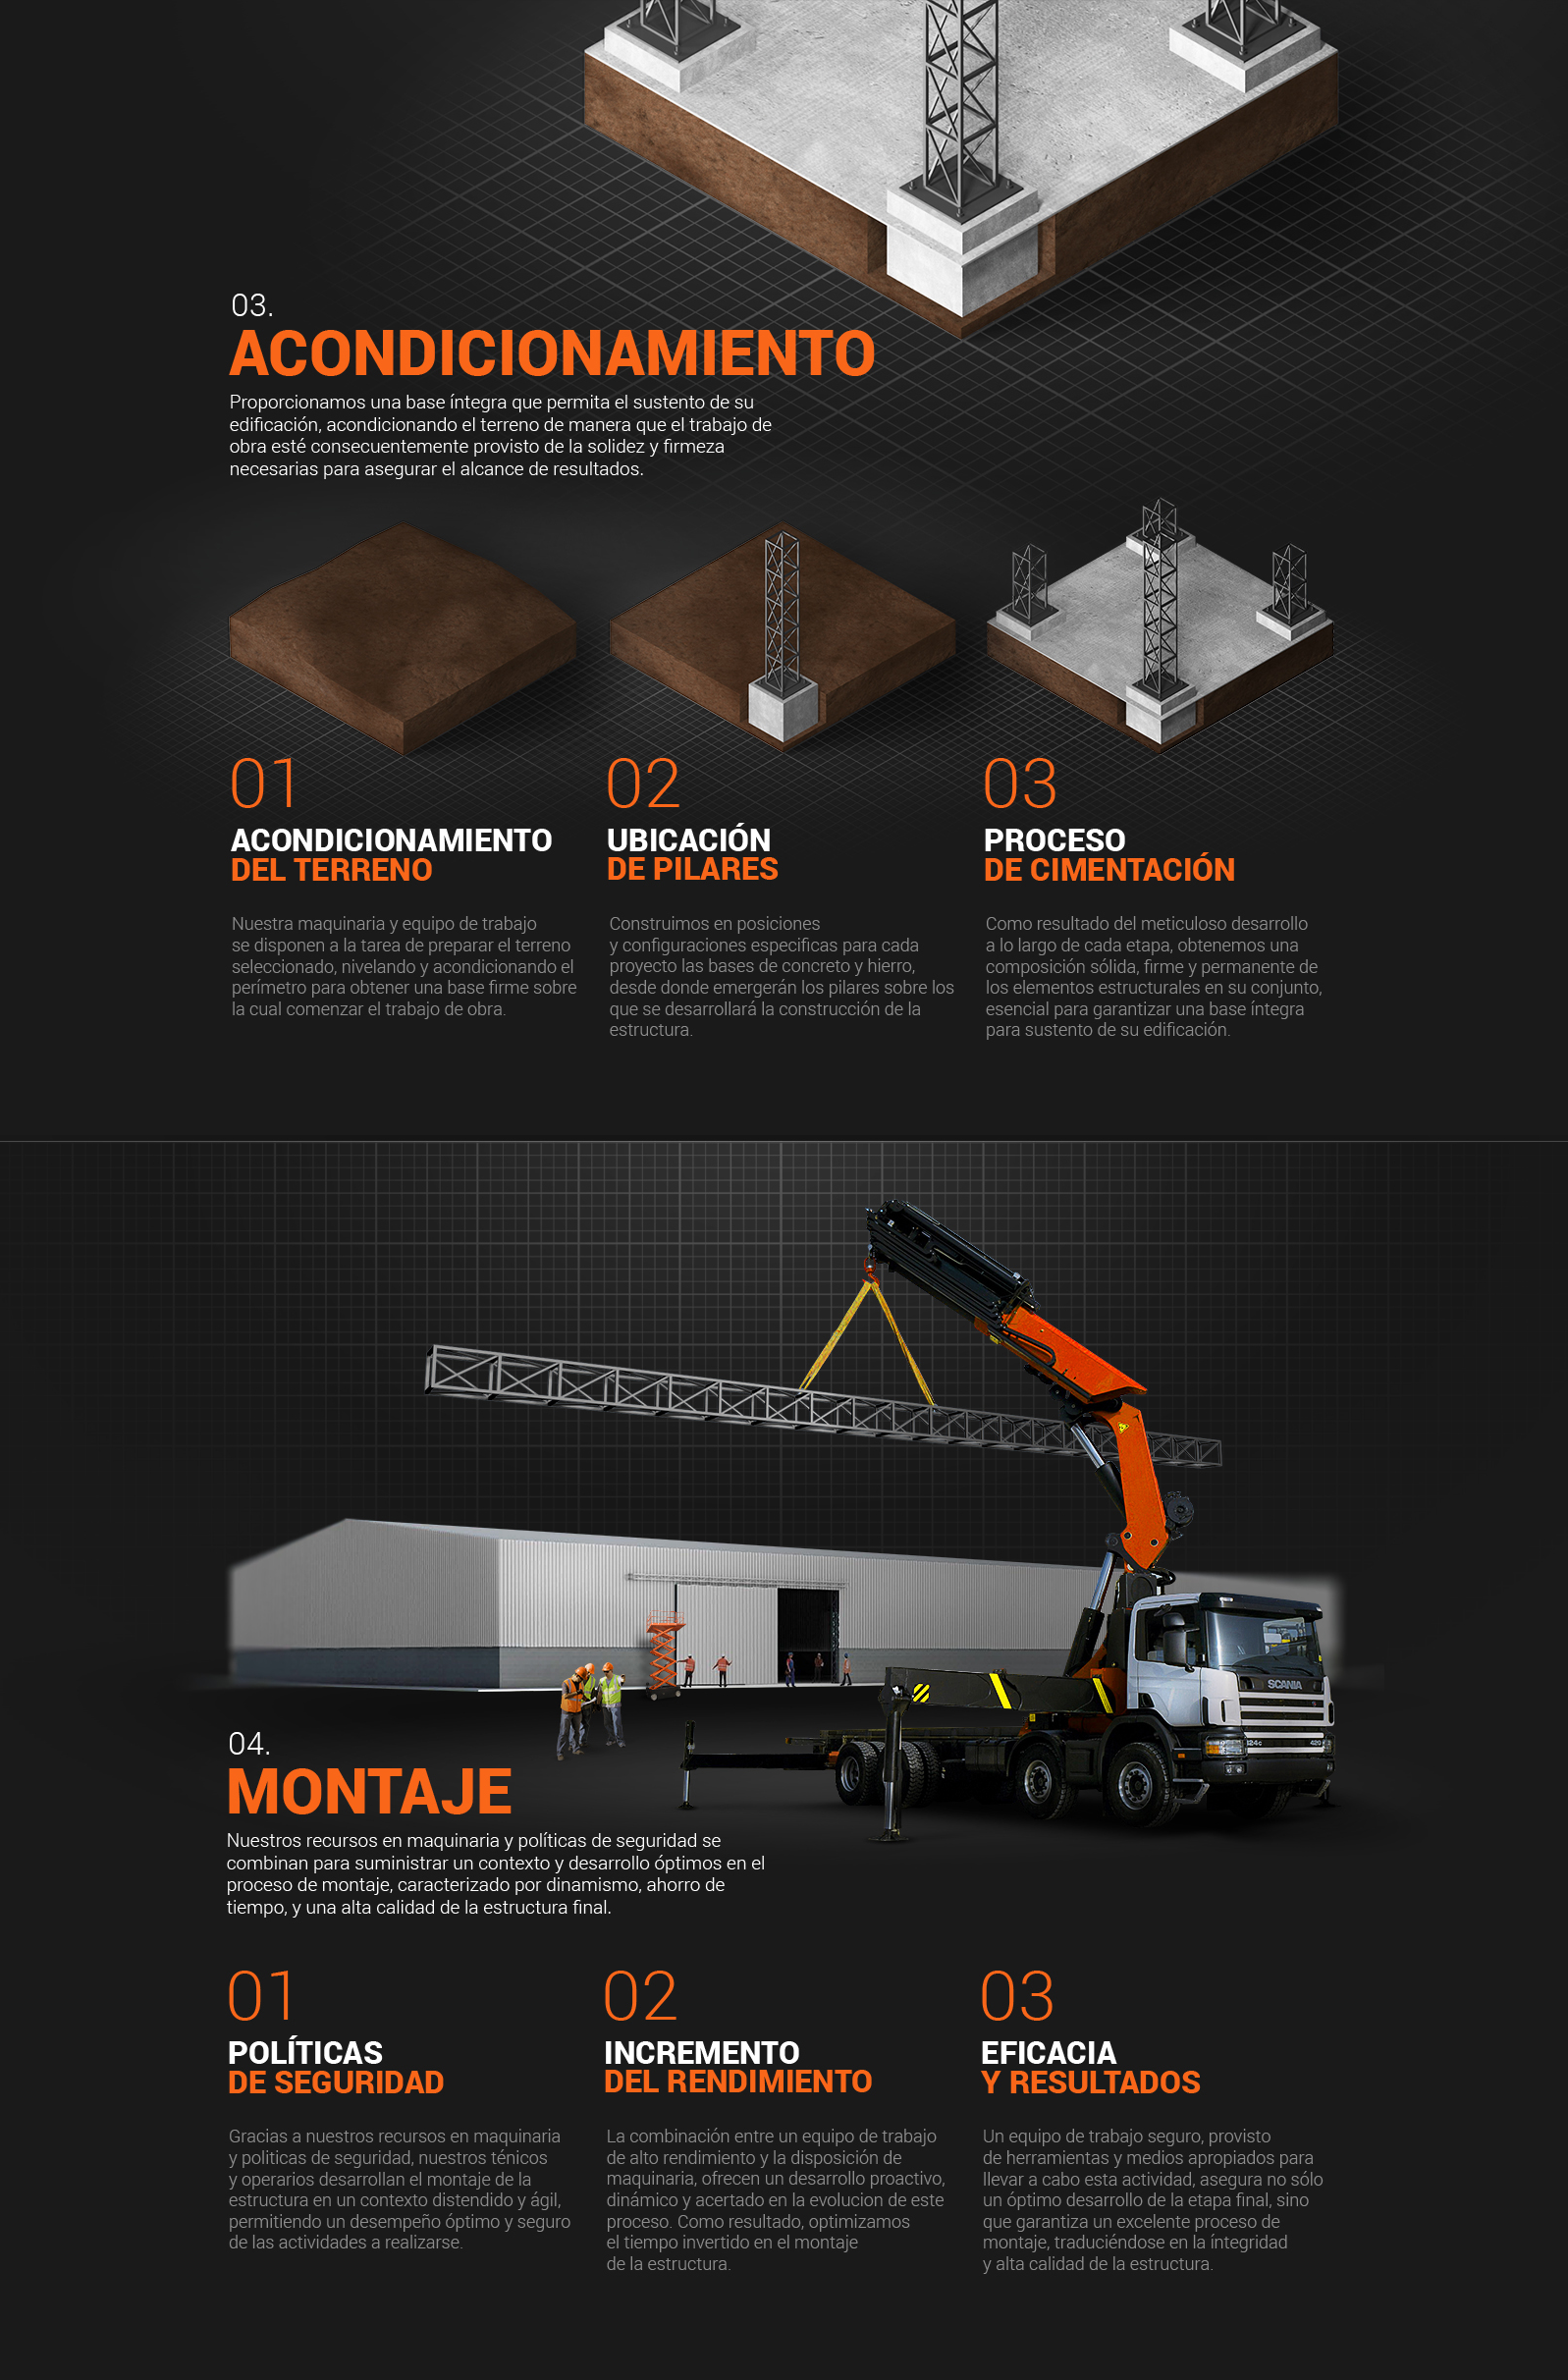 03.
ACONDICIONAMIENTO
Proporcionamos una base íntegra que permita el sustento de su
edificación, acondicionando el terreno de manera que el trabajo de
obra esté consecuentemente provisto de la solidez y firmeza
necesarias para asegurar el alcance de resultados.
01
ACONDICIONAMIENTO
DEL TERRENO
Nuestra maquinaria y equipo de trabajo
se disponen a la tarea de preparar el terreno
seleccionado, nivelando y acondicionando el
perímetro para obtener una base firme sobre
la cual comenzar el trabajo de obra.
02
UBICACIÓN
DE PILARES
Construimos en posiciones
y configuraciones especificas para cada
proyecto las bases de concreto y hierro,
desde donde emergerán los pilares sobre los
que se desarrollará la construcción de la
estructura.
03
PROCESO
DE CIMENTACIÓN
Como resultado del meticuloso desarrollo
a lo largo de cada etapa, obtenemos una
composición sólida, firme y permanente de
los elementos estructurales en su conjunto,
esencial para garantizar una base íntegra
para sustento de su edificación.
SCANIA
124C
420
04.
MONTAJE
Nuestros recursos en maquinaria y políticas de seguridad se
combinan para suministrar un contexto y desarrollo óptimos en el
proceso de montaje, caracterizado por dinamismo, ahorro de
tiempo, y una alta calidad de la estructura final.
01
POLÍTICAS
DE SEGURIDAD
Gracias a nuestros recursos en maquinaria
y politicas de seguridad, nuestros ténicos
y operarios desarrollan el montaje de la
estructura en un contexto distendido y ágil,
permitiendo un desempeño óptimo y seguro
de las actividades a realizarse.
02
INCREMENTO
DEL RENDIMIENTO
La combinación entre un equipo de trabajo
de alto rendimiento y la disposición de
maquinaria, ofrecen un desarrollo proactivo,
dinámico y acertado en la evolucion de este
proceso. Como resultado, optimizamos
el tiempo invertido en el montaje
de la estructura.
03
EFICACIA
Y RESULTADOS
Un equipo de trabajo seguro, provisto
de herramientas y medios apropiados para
llevar a cabo esta actividad, asegura no sólo
un óptimo desarrollo de la etapa final, sino
que garantiza un excelente proceso de
montaje, traduciéndose en la íntegridad
y alta calidad de la estructura.